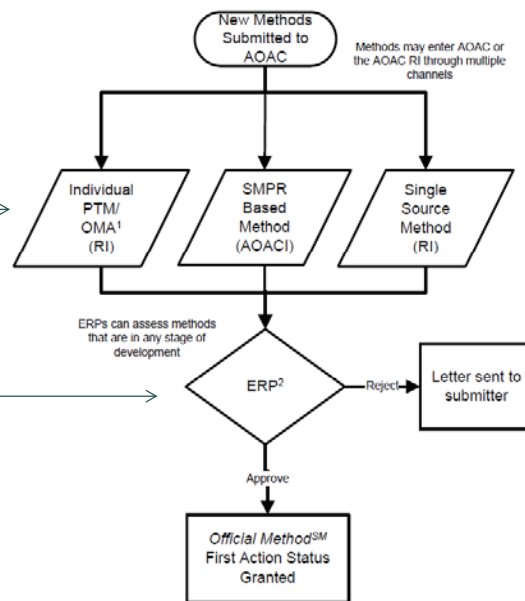 New Methods
Submitted to
AOAC
Methods may enter AOAC or
the AOAC RI through multiple
channels
Individual
PTM/
OMA¹
(RI)
SMPR
Based
Method
(AOACI)
Single
Source
Method
(RI)
ERPs can assess methods
that are in any stage of
development
ERP²
Reject
Letter sent to
submitter
Approve
Official Method℠
First Action Status
Granted